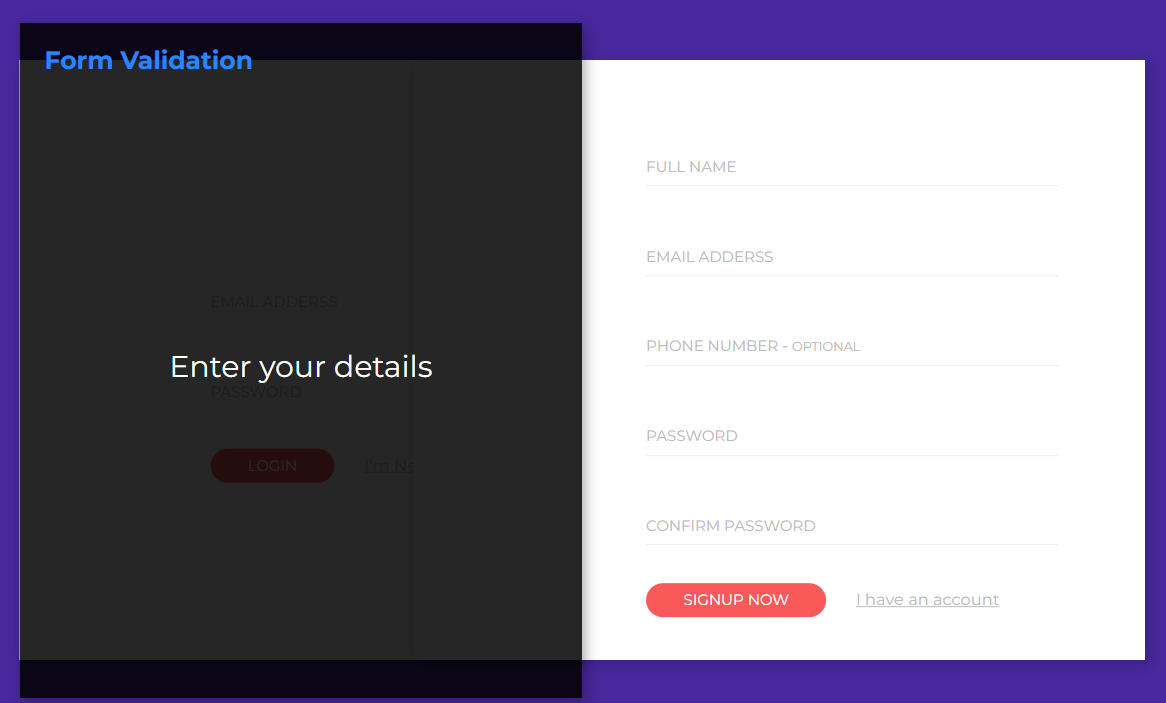 Form Validation
EMAIL ADDERSS
Enter your details
PASSWORD
LOGIN
I'm Ne
FULL NAME
EMAIL ADDERSS
PHONE NUMBER - OPTIONAL
PASSWORD
CONFIRM PASSWORD
SIGNUP NOW
I have an account